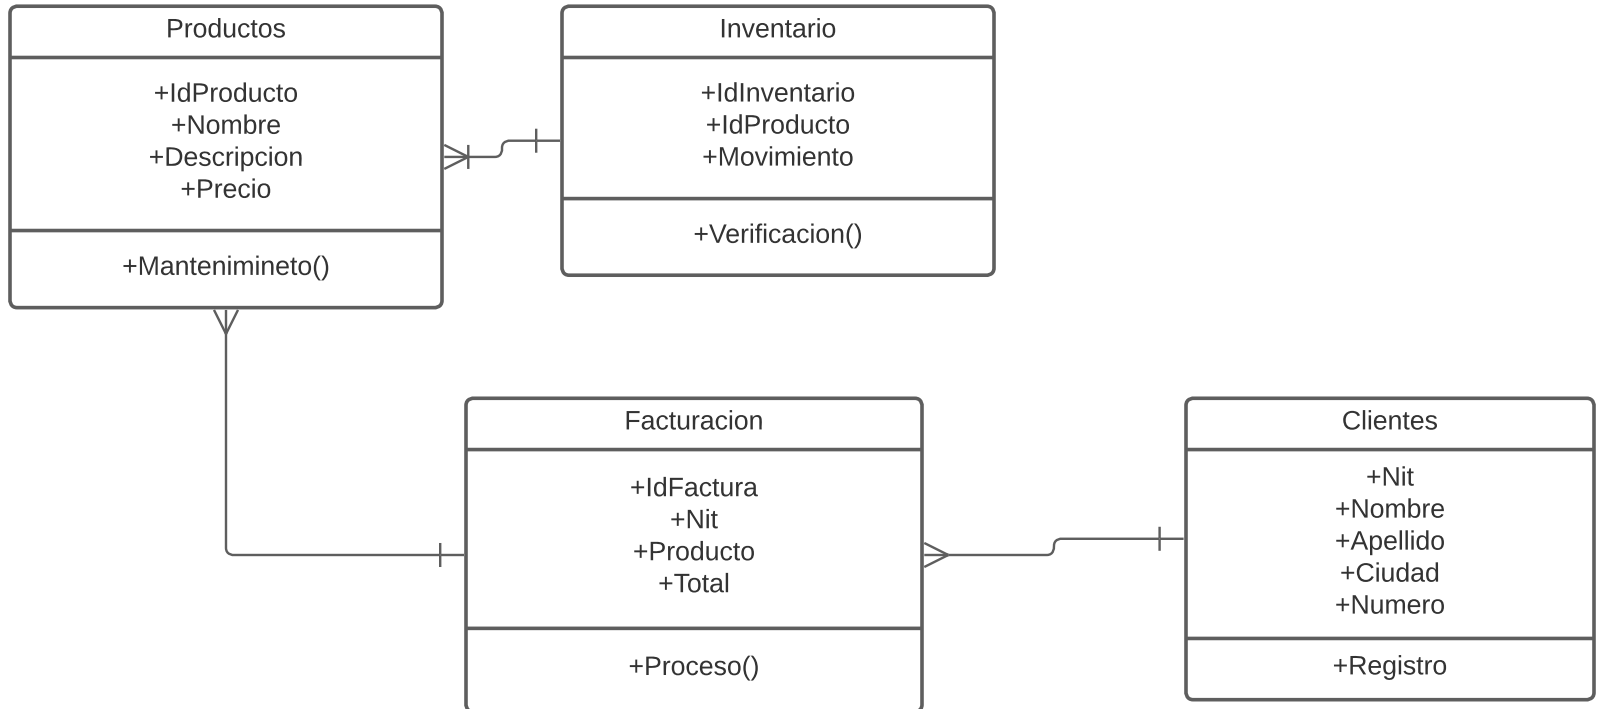 Productos
+IdProducto
+Nombre
+Descripcion
+Precio
+Mantenimineto()
Inventario
+IdInventario
+IdProducto
+Movimiento
+Verificacion()
Facturacion
+IdFactura
+Nit
+Producto
+Total
+Proceso()
Clientes
+Nit
+Nombre
+Apellido
+Ciudad
+Numero
+Registro